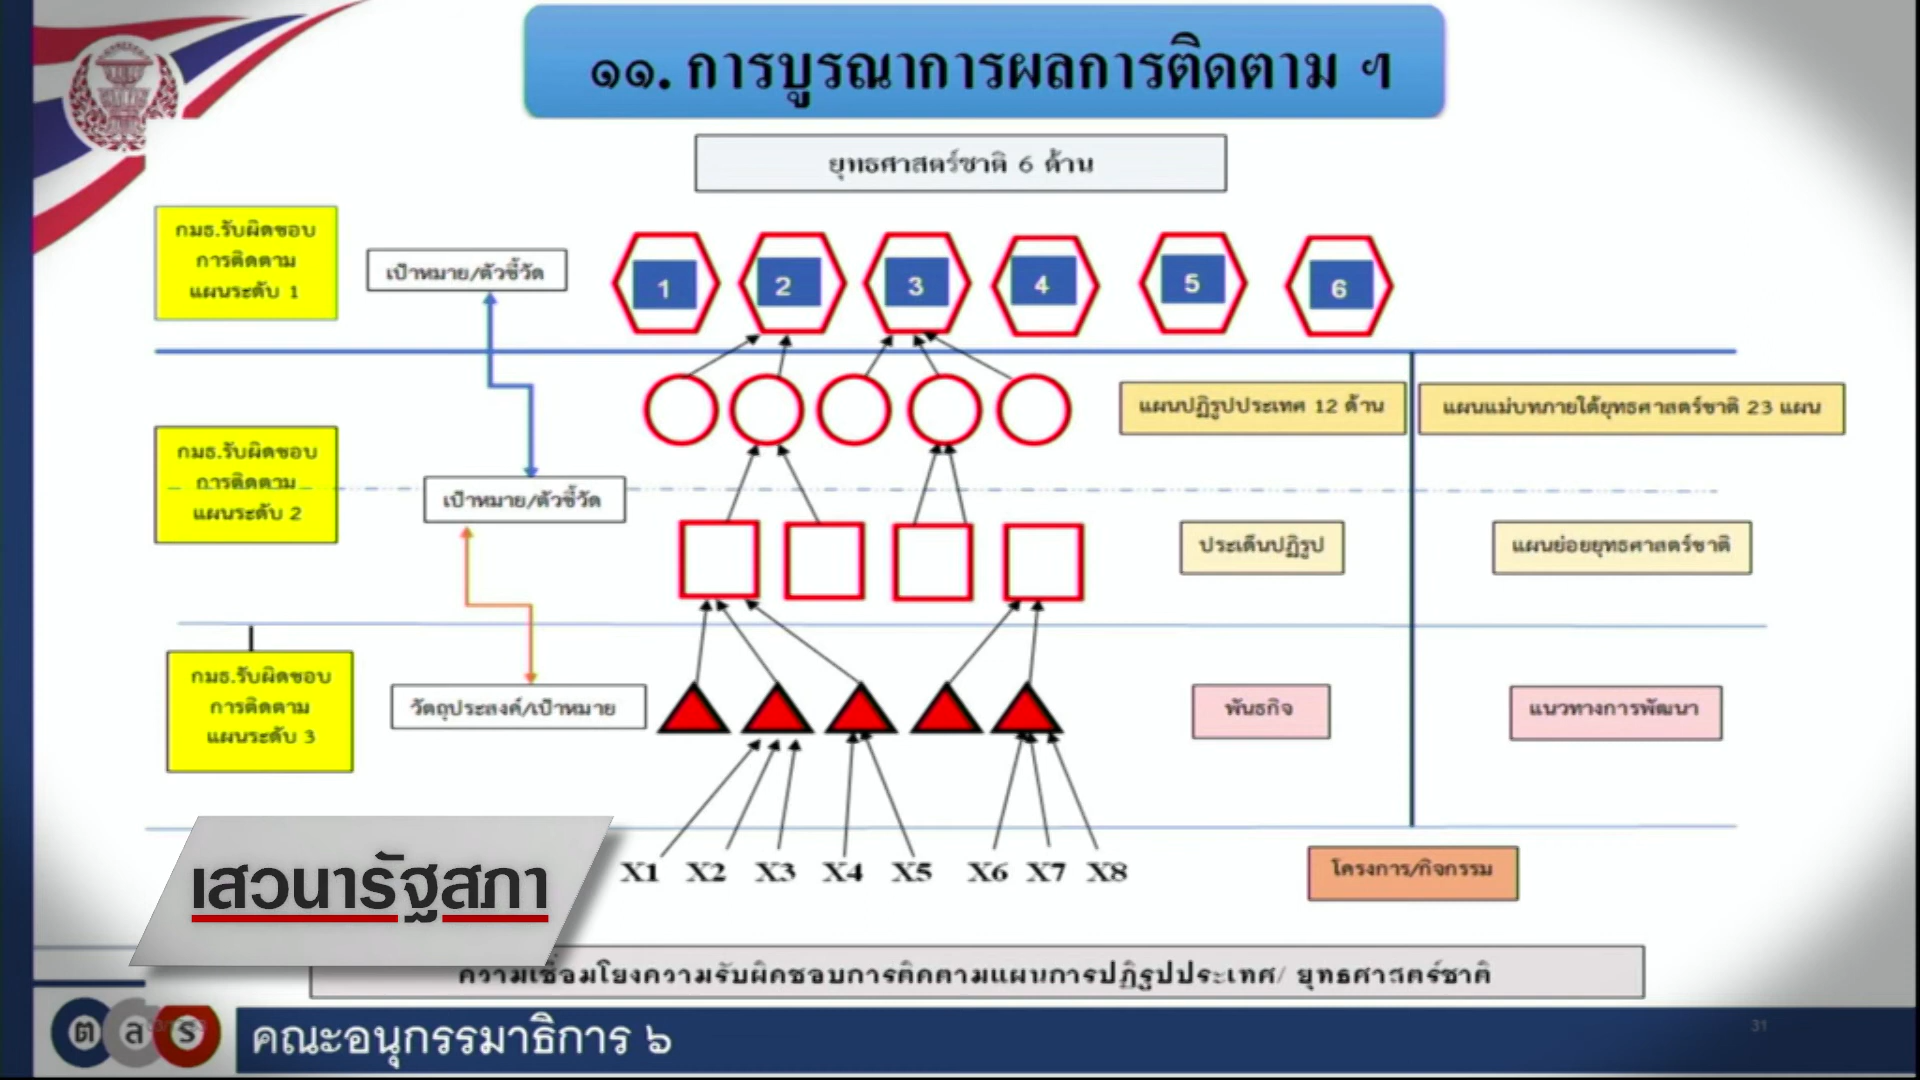 ๑๑. การบูรณาการผลการติดตาม ฯ
ยุทธศาสตร์ชาติ 6 ด้าน
กมธ.รับผิดชอบ
การติดตาม
แผนระดับ 1
เป้าหมาย/ตัวชี้วัด
1 2 3 4 5 6
แผนปฏิรูปประเทศ 12 ด้าน
แผนแม่บทภายใต้ยุทธศาสตร์ชาติ 23 แผน
กมธ.รับผิดชอบ
การติดตาม
แผนระดับ 2
เป้าหมาย/ตัวชี้วัด
ประเด็นปฏิรูป
แผนย่อยยุทธศาสตร์ชาติ
กมธ.รับผิดชอบ
การติดตาม
แผนระดับ 3
วัตถุประสงค์/เป้าหมาย
พันธกิจ
แนวทางการพัฒนา
X1 X2 X3 X4 X5 X6 X7 X8
โครงการ/กิจกรรม
เสวนารัฐสภา
ความเชื่อมโยงความรับผิดชอบการติดตามแผนการปฏิรูปประเทศ/ ยุทธศาสตร์ชาติ
ต ส ร
คณะอนุกรรมาธิการ ๖
31